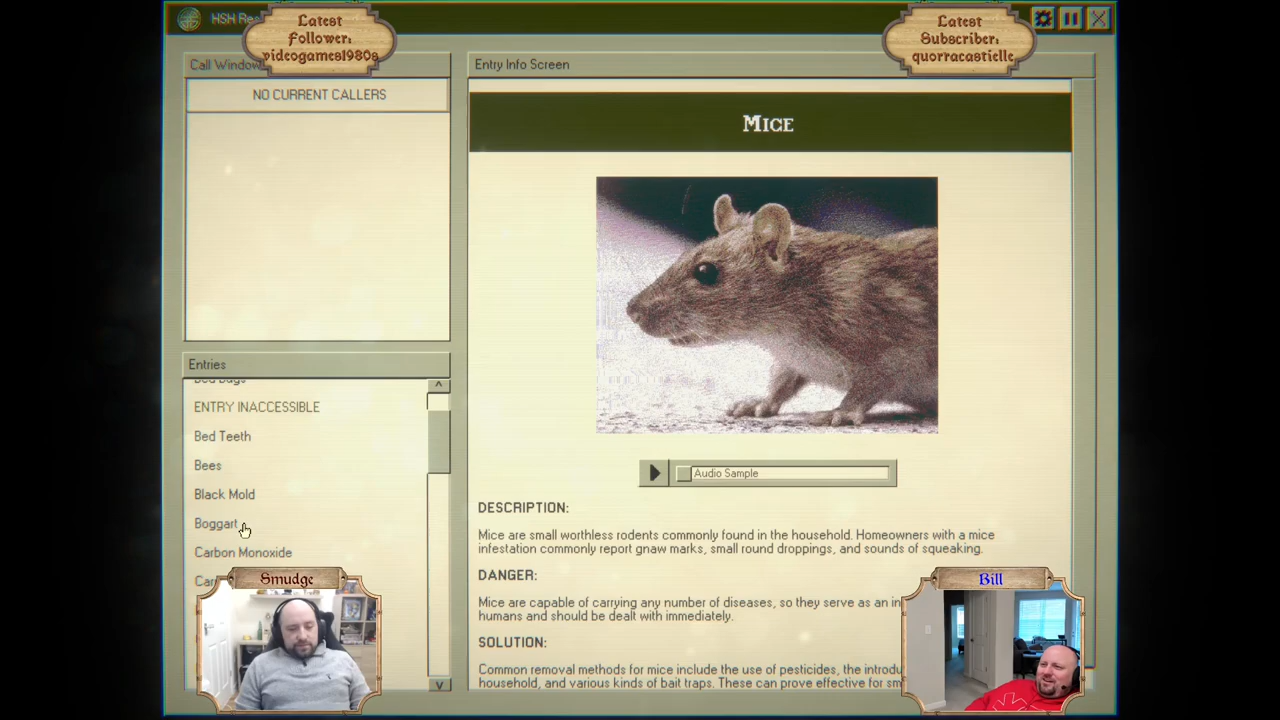 HSH
Latest
Follower:
videogames1980s
Latest
Subscriber:
quorracastielle
Call Window
NO CURRENT CALLERS
Entries
Bed Bugs
ENTRY INACCESSIBLE
Bed Teeth
Bees
Black Mold
Boggart
Carbon Monoxide
Smudge
Entry Info Screen
MICE
Audio Sample
DESCRIPTION:
Mice are small worthless rodents commonly found in the household. Homeowners with a mice
infestation commonly report gnaw marks, small round droppings, and sounds of squeaking.
DANGER:
Mice are capable of carrying any number of diseases, so they serve as an
humans and should be dealt with immediately.
SOLUTION:
Common removal methods for mice include the use of pesticides, the
household, and various kinds of bait traps. These can prove effective for
Bill